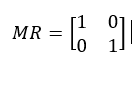 MR = [1 0
0 1] [